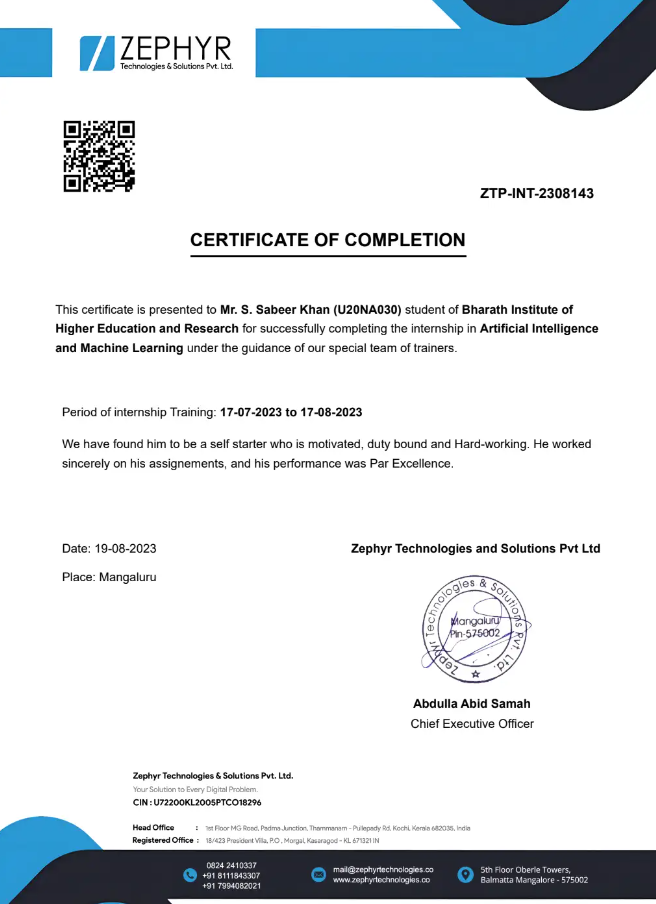 ZEPHYR
Technologies & Solutions Pvt. Ltd.
ZTP-INT-2308143
CERTIFICATE OF COMPLETION
This certificate is presented to Mr. S. Sabeer Khan (U20NA030) student of Bharath Institute of
Higher Education and Research for successfully completing the internship in Artificial Intelligence
and Machine Learning under the guidance of our special team of trainers.
Period of internship Training: 17-07-2023 to 17-08-2023
We have found him to be a self starter who is motivated, duty bound and Hard-working. He worked
sincerely on his assignements, and his performance was Par Excellence.
Date: 19-08-2023
Place: Mangaluru
Zephyr Technologies and Solutions Pvt Ltd
Zephyr Technologies & Solutions Pvt. Ltd.
Mangaluru
Pin-575002
Abdulla Abid Samah
Chief Executive Officer
Zephyr Technologies & Solutions Pvt. Ltd.
Your Solution to Every Digital Problem.
CIN : U72200KL2005PTCO18296
Head Office : 1st Floor MG Road, Padma Junction, Thammanam - Pullepady Rd, Kochi, Kerala 682035, India
Registered Office : 18/423 President Villa, P.O , Morgal, Kasaragod - KL 671321 IN
0824 2410337
+91 8111843307
+91 7994082021
mail@zephyrtechnologies.co
www.zephyrtechnologies.co
5th Floor Oberle Towers,
Balmatta Mangalore - 575002